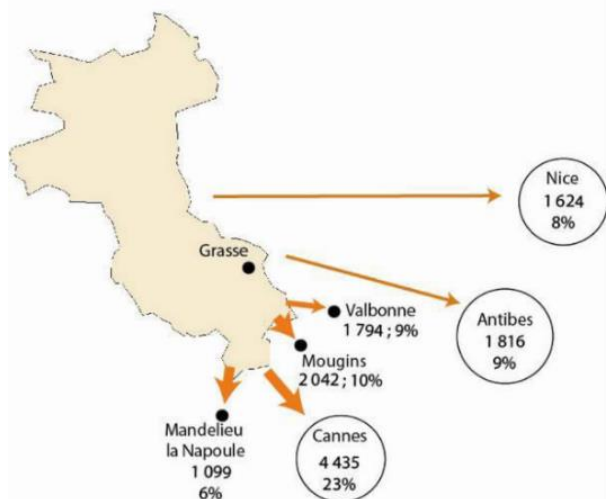 Nice
1 624
8%
Grasse
Valbonne
1 794 ; 9%
Antibes
1 816
9%
Mougins
2 042 ; 10%
Mandelieu
la Napoule
1 099
6%
Cannes
4 435
23%